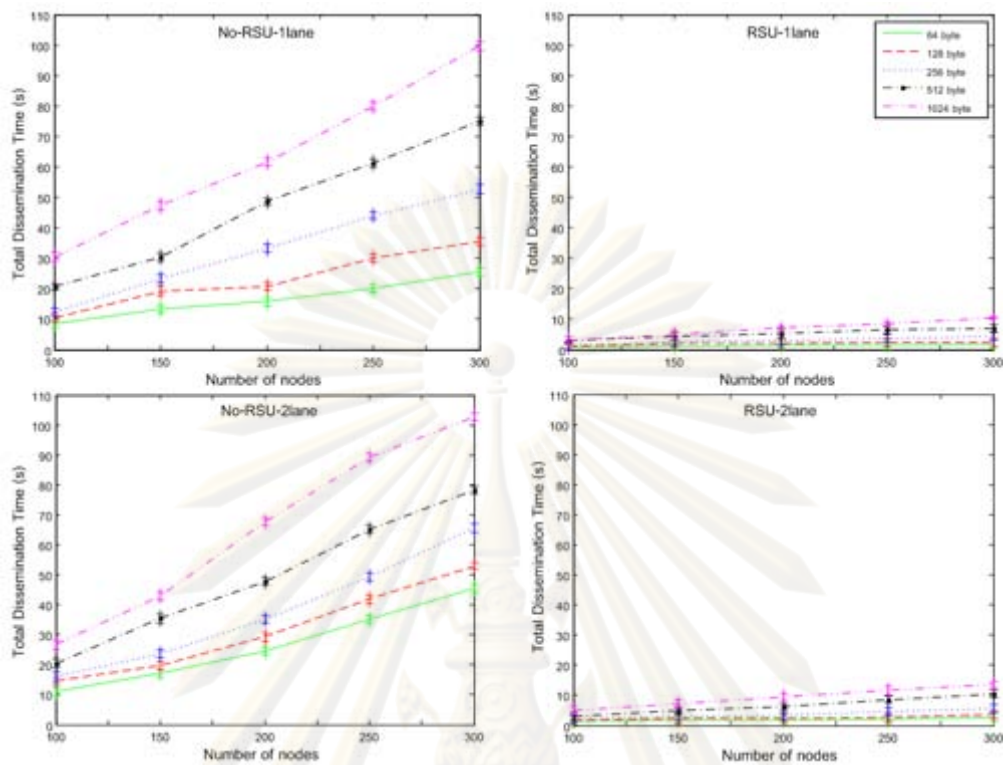 No-RSU-1lane
Total Dissemination Time (s)
110
100
90
80
70
60
50
40
30
20
10
0
100 150 200 250 300
Number of nodes
RSU-1lane
64 byte
128 byte
256 byte
512 byte
1024 byte
Total Dissemination Time (s)
110
100
90
80
70
60
50
40
30
20
10
0
100 150 200 250 300
Number of nodes
No-RSU-2lane
Total Dissemination Time (s)
110
100
90
80
70
60
50
40
30
20
10
0
100 150 200 250 300
Number of nodes
RSU-2lane
Total Dissemination Time (s)
110
100
90
80
70
60
50
40
30
20
10
0
100 150 200 250 300
Number of nodes